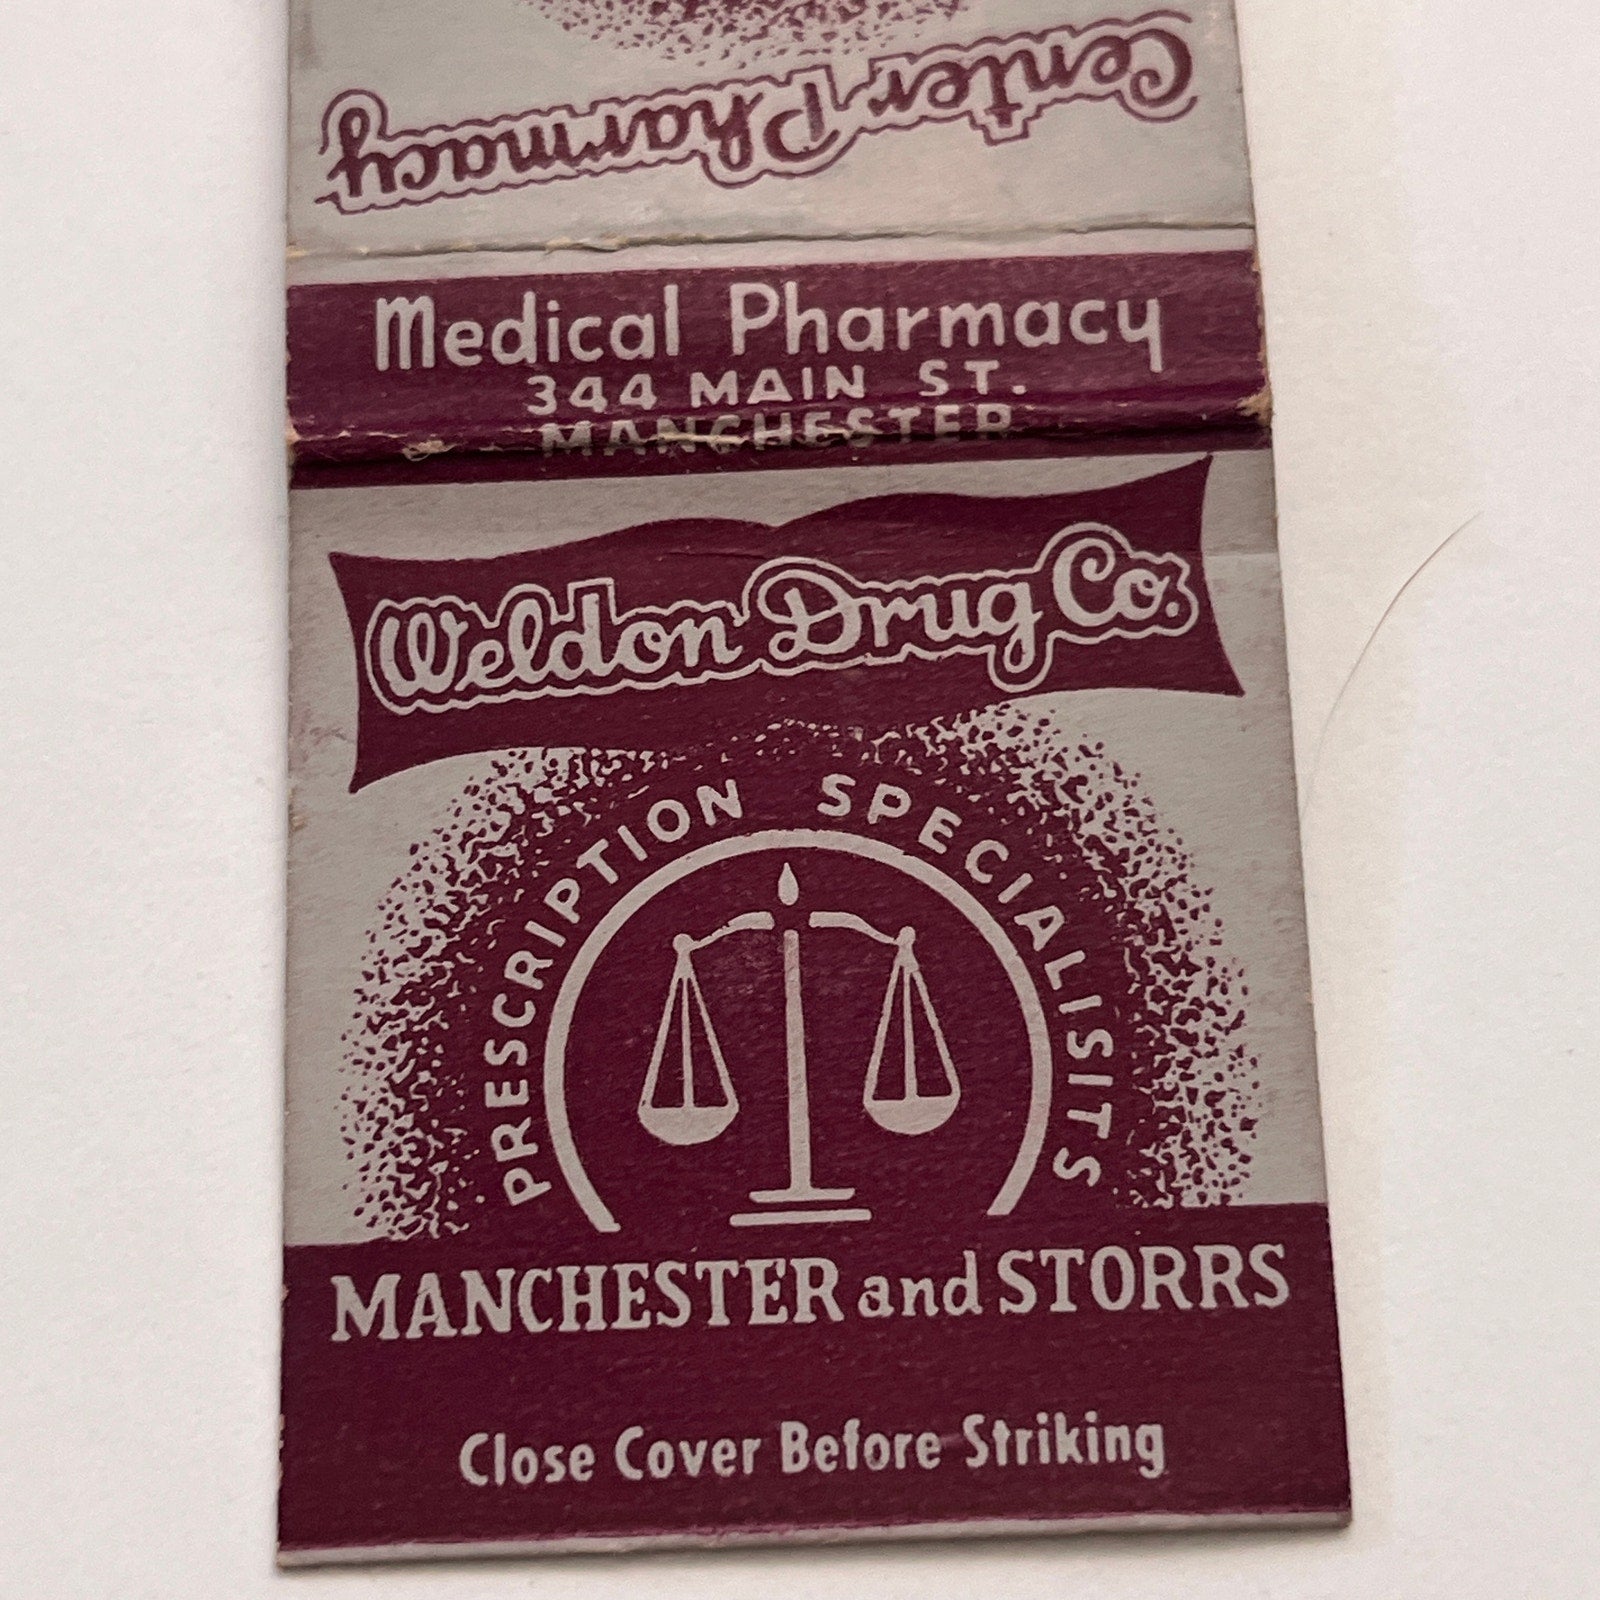 Center Pharmacy
Medical Pharmacy
344 MAIN ST.
MANCHESTER
Weldon Drug Co.
PRESCRIPTION SPECIALISTS
MANCHESTER and STORRS
Close Cover Before Striking